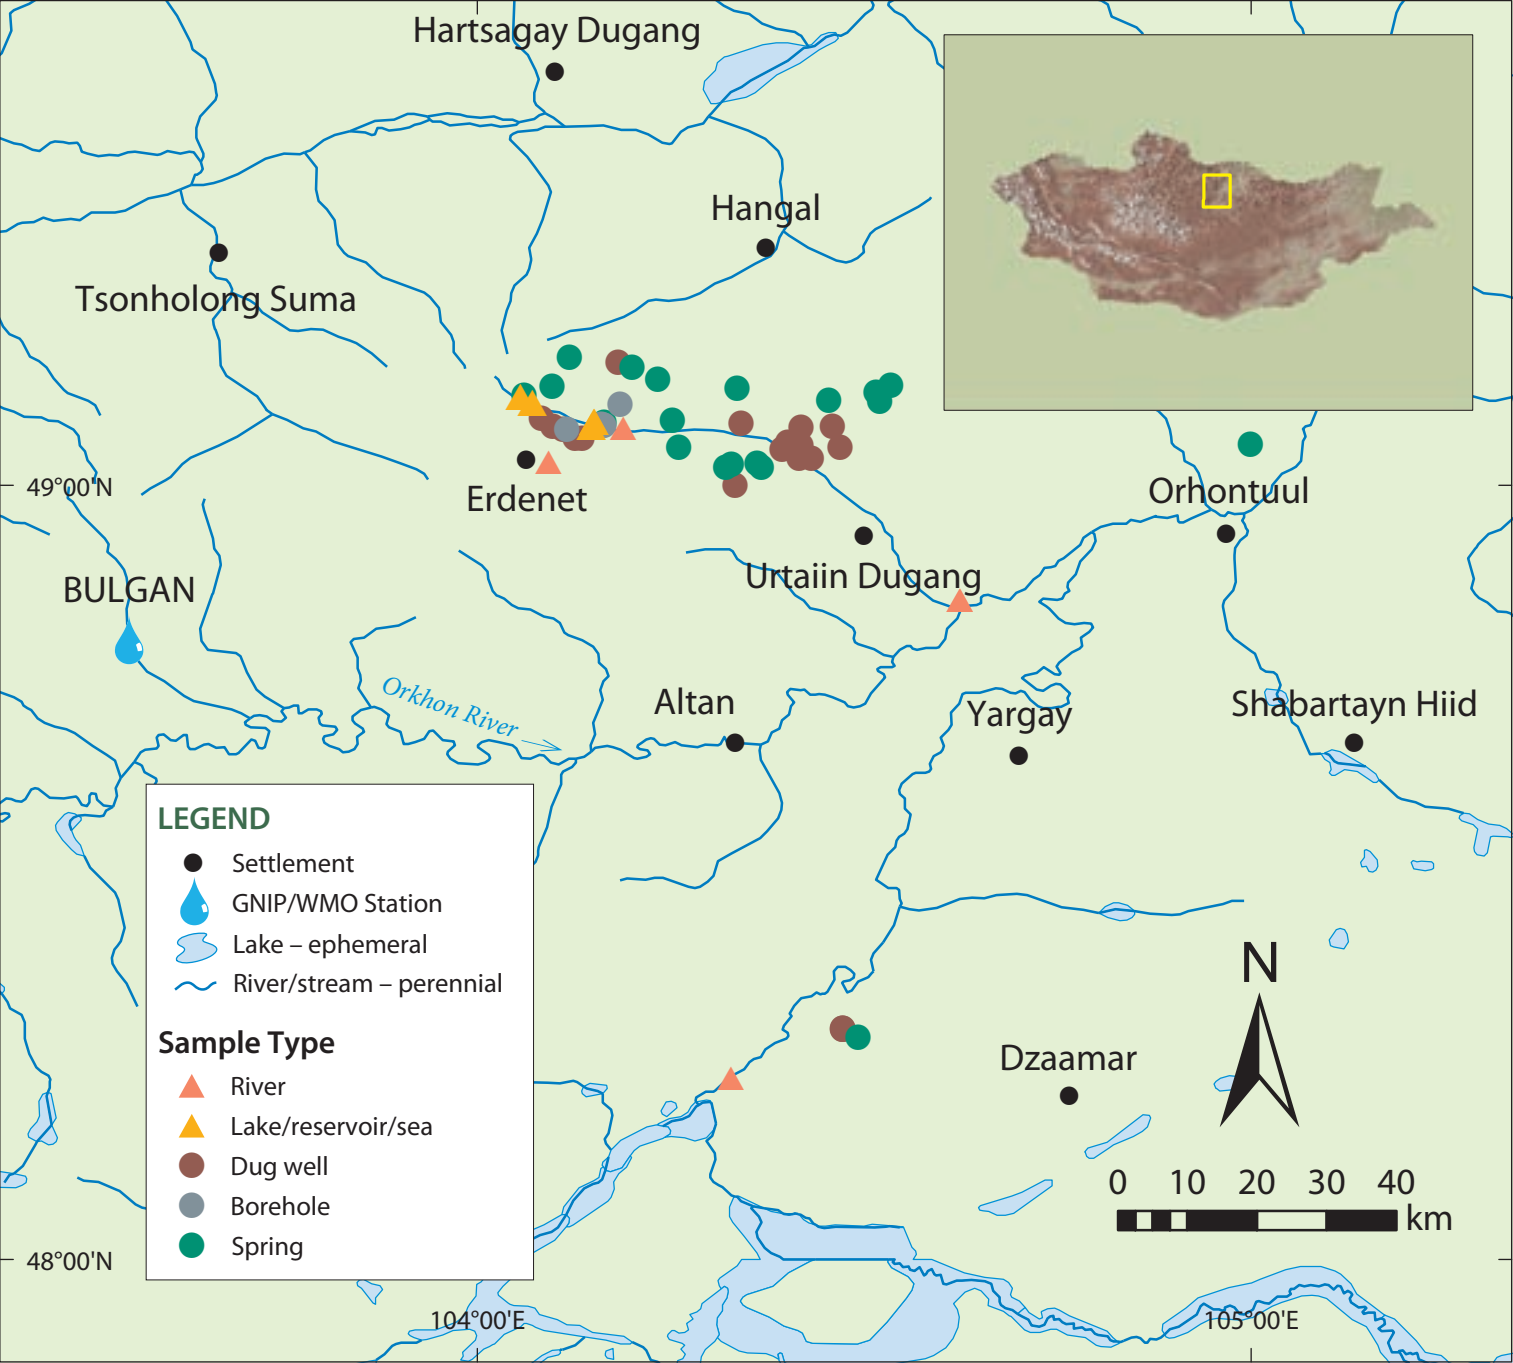 Hartsagay Dugang
Hangal
Tsonholong Suma
49°00'N
Erdenet
Orhontuul
BULGAN
Urtaiin Dugang
Orkhon River
Altan
Yargay
Shabartayn Hiid
LEGEND
Settlement
GNIP/WMO Station
Lake – ephemeral
River/stream – perennial
Sample Type
River
Lake/reservoir/sea
Dug well
Borehole
Spring
N
Dzaamar
0 10 20 30 40
km
48°00'N
104°00'E
105°00'E